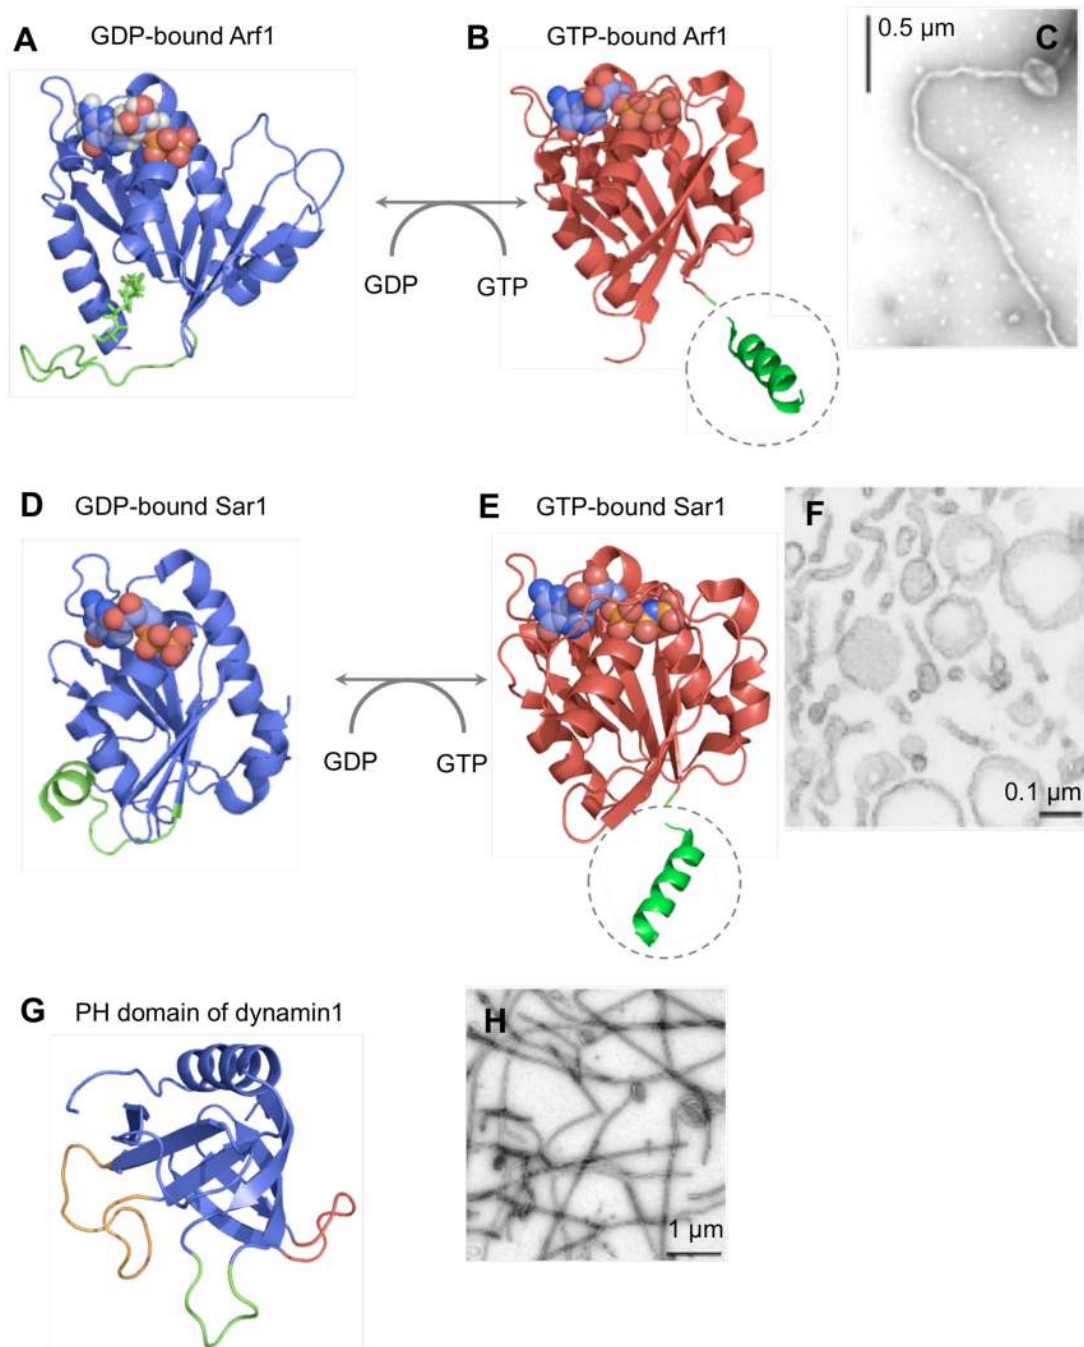 A GDP-bound Arf1
B GTP-bound Arf1
0.5 µm C
GDP GTP
D GDP-bound Sar1
E GTP-bound Sar1
F
GDP GTP
0.1 µm
G PH domain of dynamin1
H
1 µm